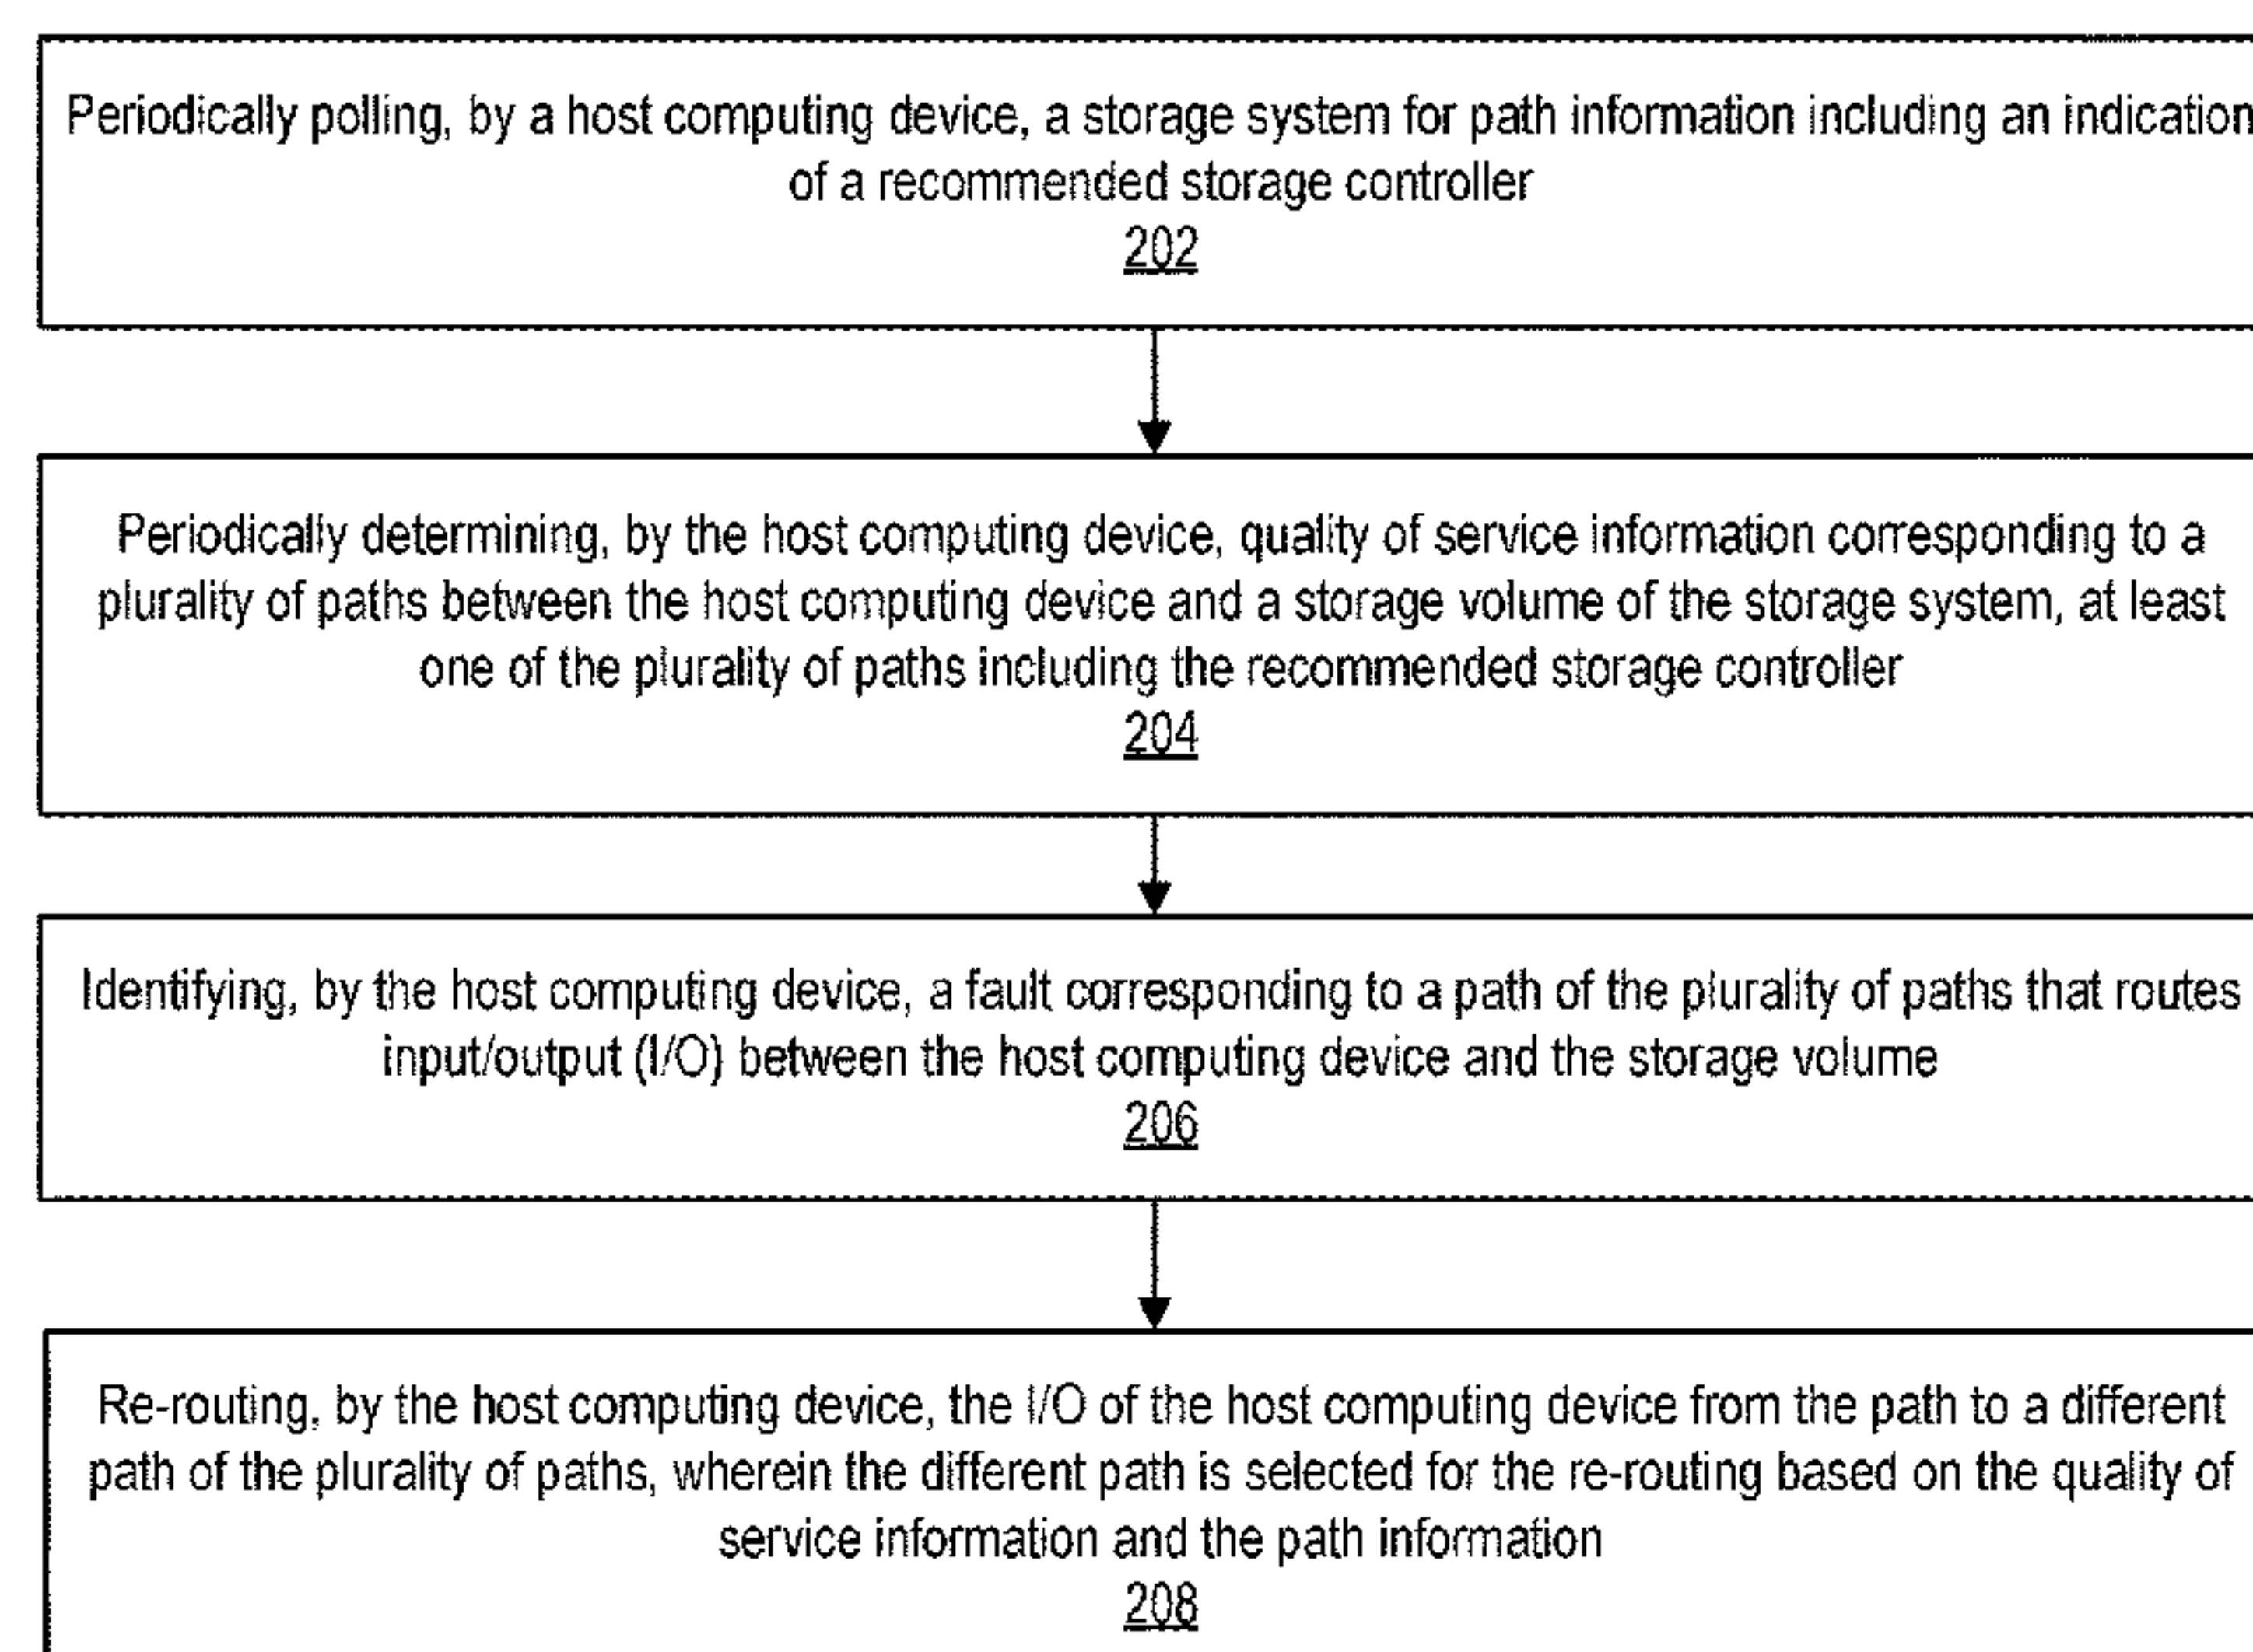 Periodically polling, by a host computing device, a storage system for path information including an indication
of a recommended storage controller
202
Periodically determining, by the host computing device, quality of service information corresponding to a
plurality of paths between the host computing device and a storage volume of the storage system, at least
one of the plurality of paths including the recommended storage controller
204
Identifying, by the host computing device, a fault corresponding to a path of the plurality of paths that routes
input/output (I/O) between the host computing device and the storage volume
206
Re-routing, by the host computing device, the I/O of the host computing device from the path to a different
path of the plurality of paths, wherein the different path is selected for the re-routing based on the quality of
service information and the path information
208